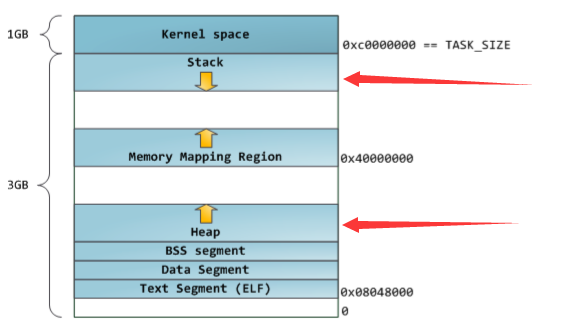 1GB
Kernel space
0xc0000000 == TASK_SIZE
Stack
Memory Mapping Region
0x40000000
3GB
Heap
BSS segment
Data Segment
Text Segment (ELF)
0x08048000
0